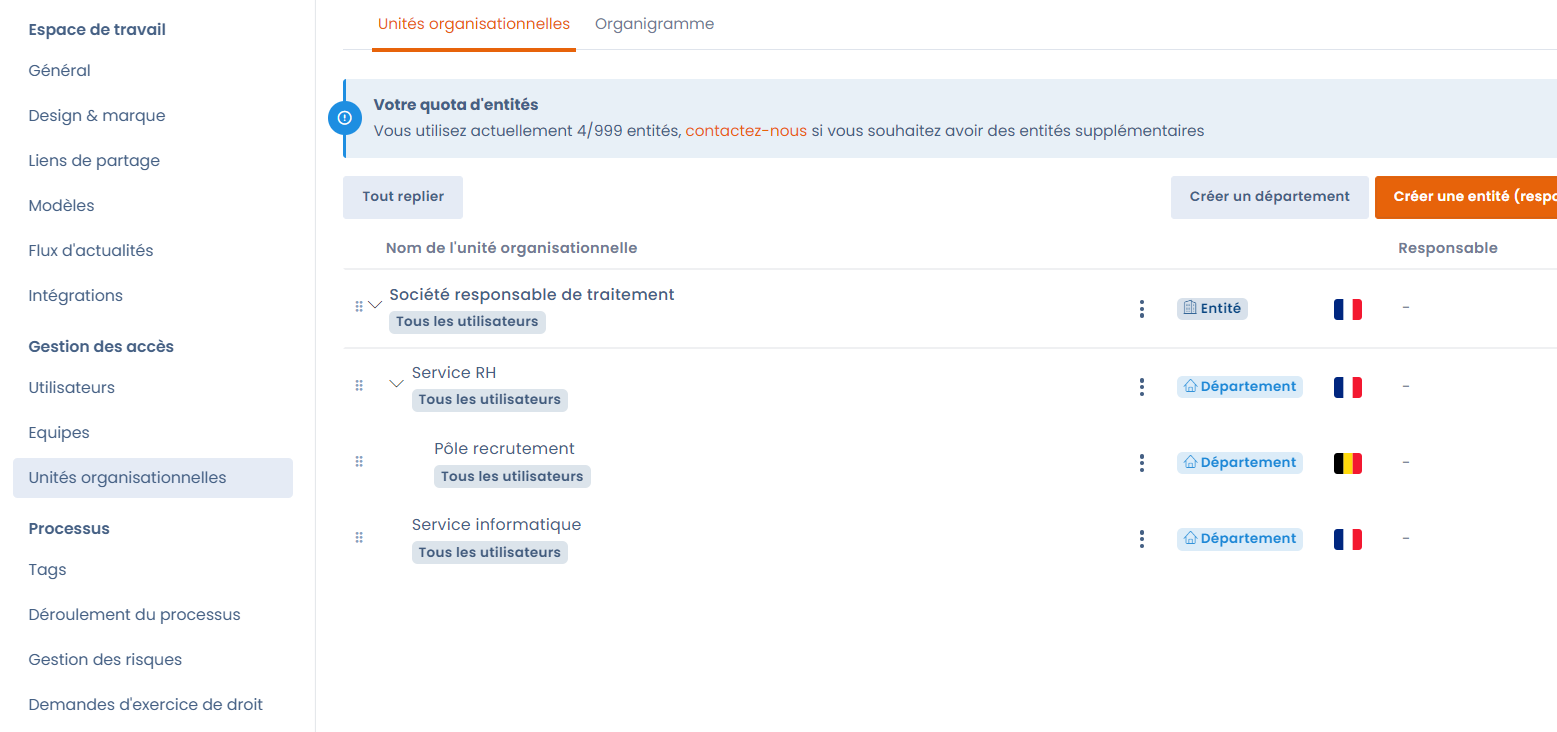 Espace de travail
Général
Design & marque
Liens de partage
Modèles
Flux d'actualités
Intégrations
Gestion des accès
Utilisateurs
Equipes
Unités organisationnelles
Processus
Tags
Déroulement du processus
Gestion des risques
Demandes d'exercice de droit
Unités organisationnelles Organigramme
Votre quota d'entités
Vous utilisez actuellement 4/999 entités, contactez-nous si vous souhaitez avoir des entités supplémentaires
Tout replier Créer un département Créer une entité (respo
Nom de l'unité organisationnelle Responsable
Société responsable de traitement
Tous les utilisateurs
Entité -
Service RH
Tous les utilisateurs
Département -
Pôle recrutement
Tous les utilisateurs
Département -
Service informatique
Tous les utilisateurs
Département -